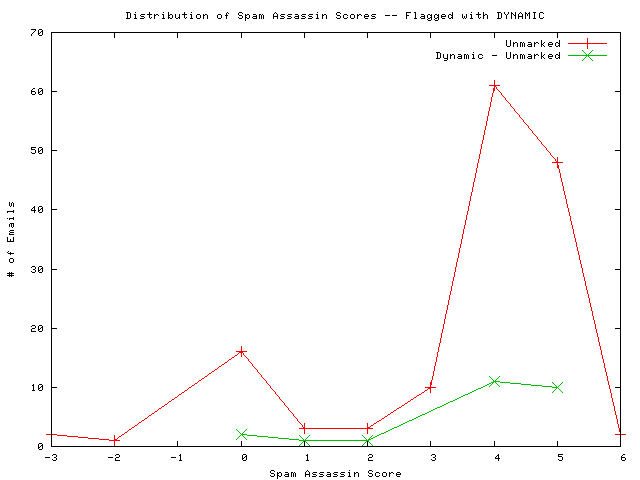 Distribution of Spam Assassin Scores -- Flagged with DYNAMIC
70
60
50
40
30
20
10
0
# of Emails
Unmarked
Dynamic - Unmarked
-3 -2 -1 0 1 2 3 4 5 6
Spam Assassin Score